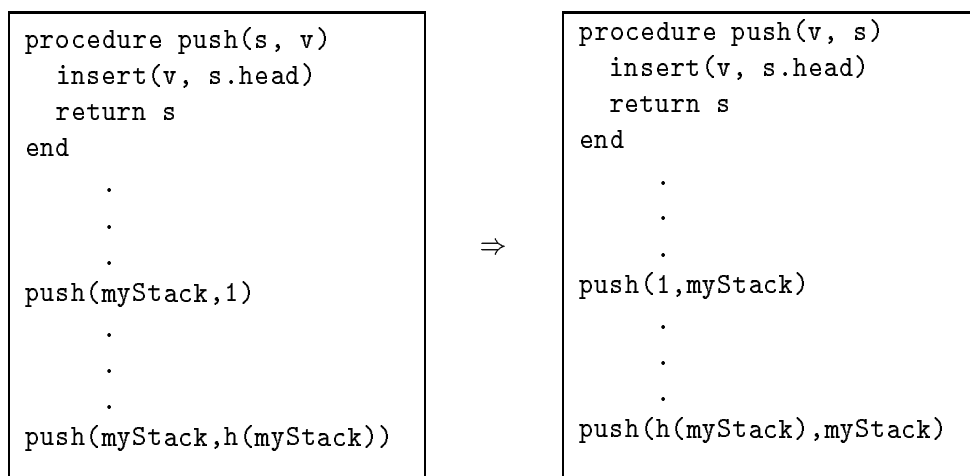 procedure push(s, v)
  insert(v, s.head)
  return s
end
.
.
.
push(myStack,1)
.
.
.
push(myStack,h(myStack))
⇒
procedure push(v, s)
  insert(v, s.head)
  return s
end
.
.
.
push(1,myStack)
.
.
.
push(h(myStack),myStack)